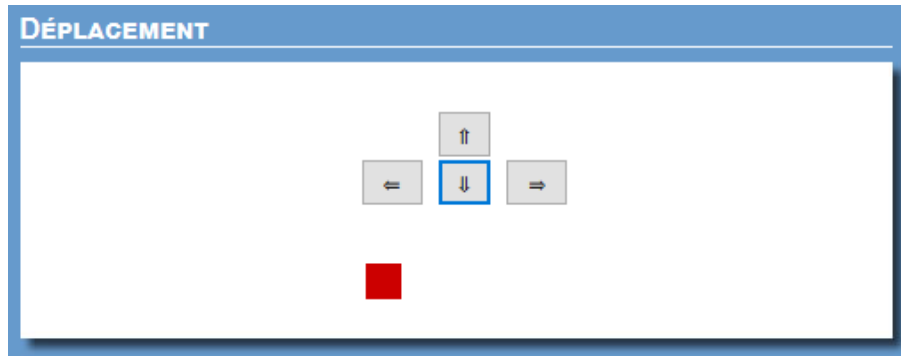 DÉPLACEMENT
⇑
⇐ ⇓ ⇒